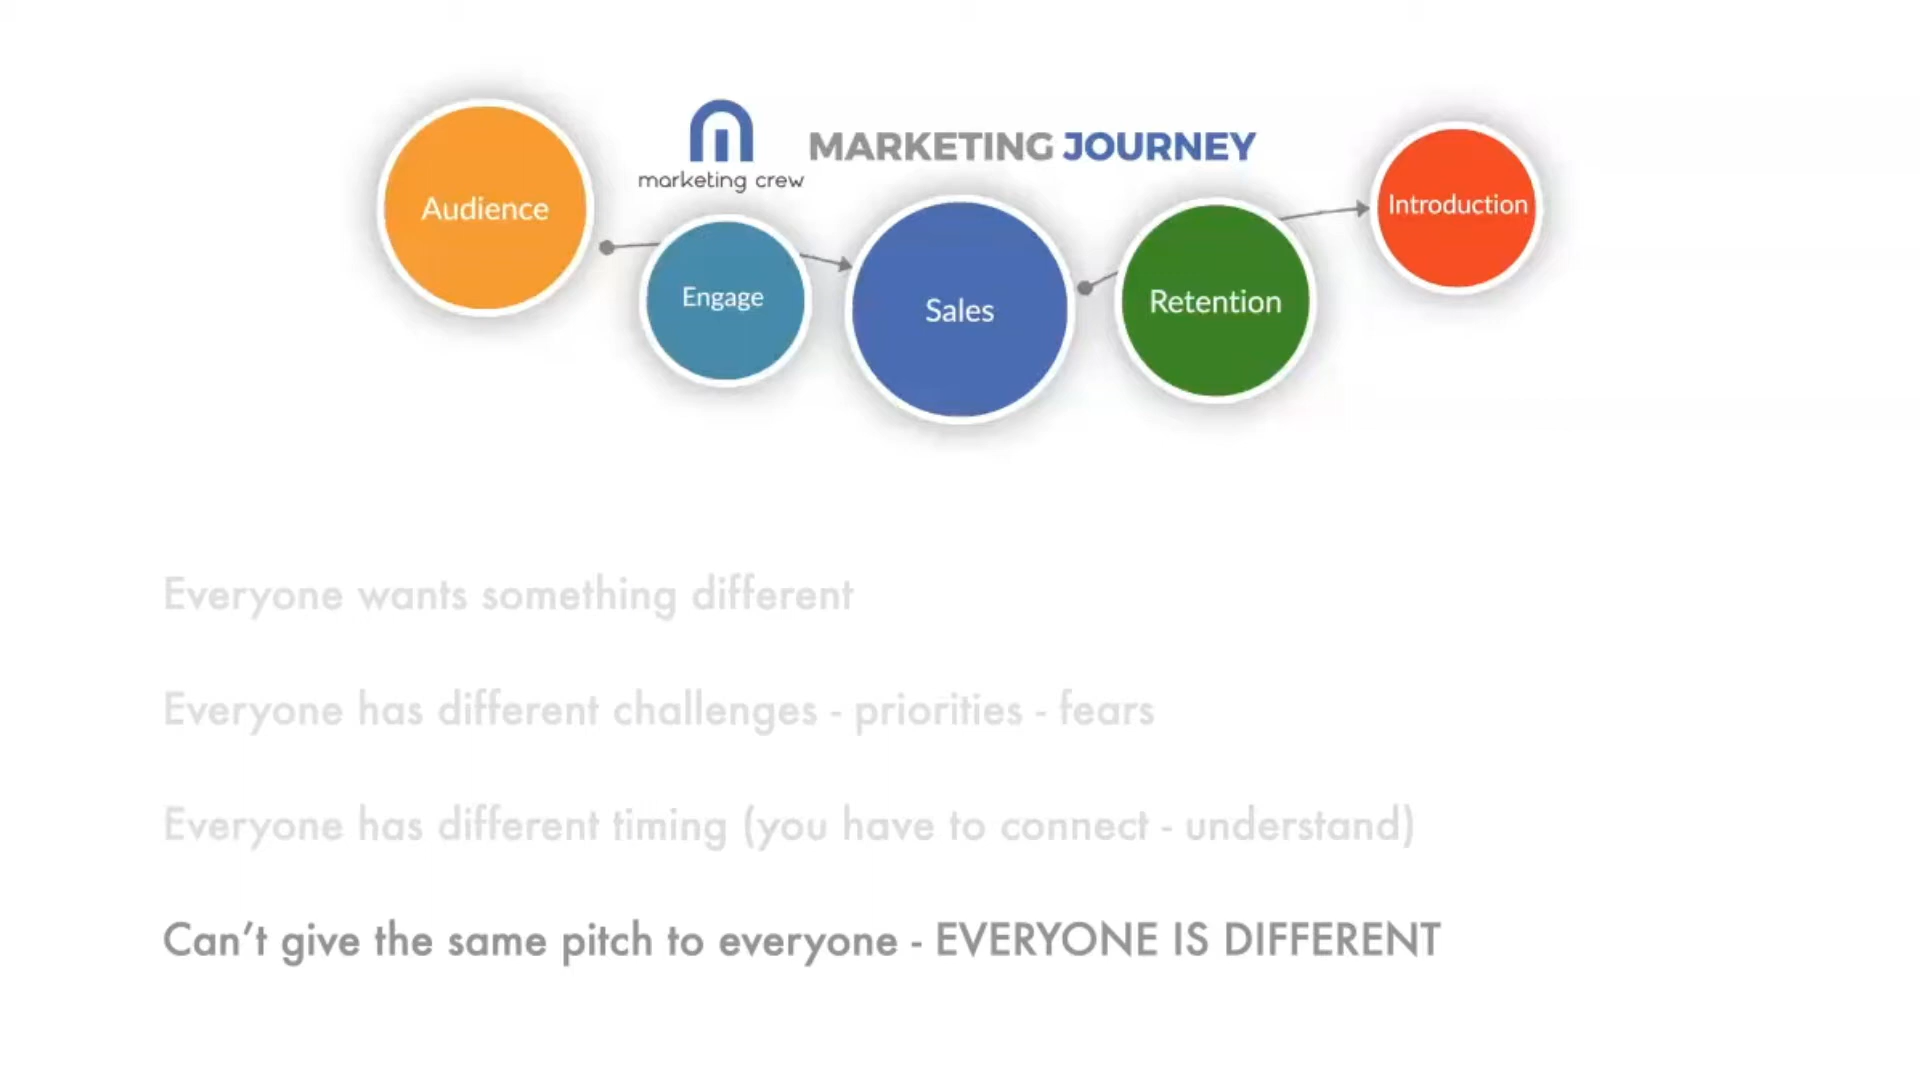 marketing crew
MARKETING JOURNEY
Audience
Engage
Sales
Retention
Introduction
Everyone wants something different
Everyone has different challenges - priorities - fears
Everyone has different timing (you have to connect - understand)
Can't give the same pitch to everyone - EVERYONE IS DIFFERENT